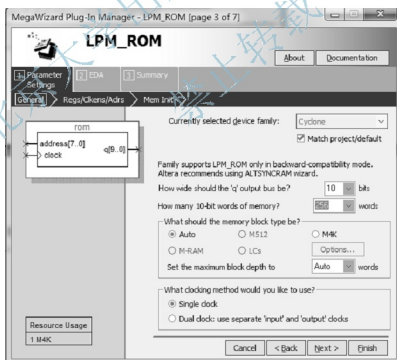 MegaWizard Plug-In Manager - LPM_ROM [page 3 of 7]
LPM_ROM
About Documentation
1 Parameter Settings
2 EDA
3 Summary
General Regs/Clkens/Adrs Mem Init
Currently selected device family: Cyclone
Match project/default
rom
address[7..0]
clock
q[9..0]
Family supports LPM_ROM only in backward-compatibility mode.
Altera recommends using ALTSYNCRAM wizard.
How wide should the 'q' output bus be? 10 bits
How many 10-bit words of memory? 256 words
What should the memory block type be?
Auto M512 M4K
M-RAM LCs Options...
Set the maximum block depth to Auto words
What clocking method would you like to use?
Single clock
Dual clock: use separate 'input' and 'output' clocks
Resource Usage
1 M4K
Cancel < Back Next > Finish